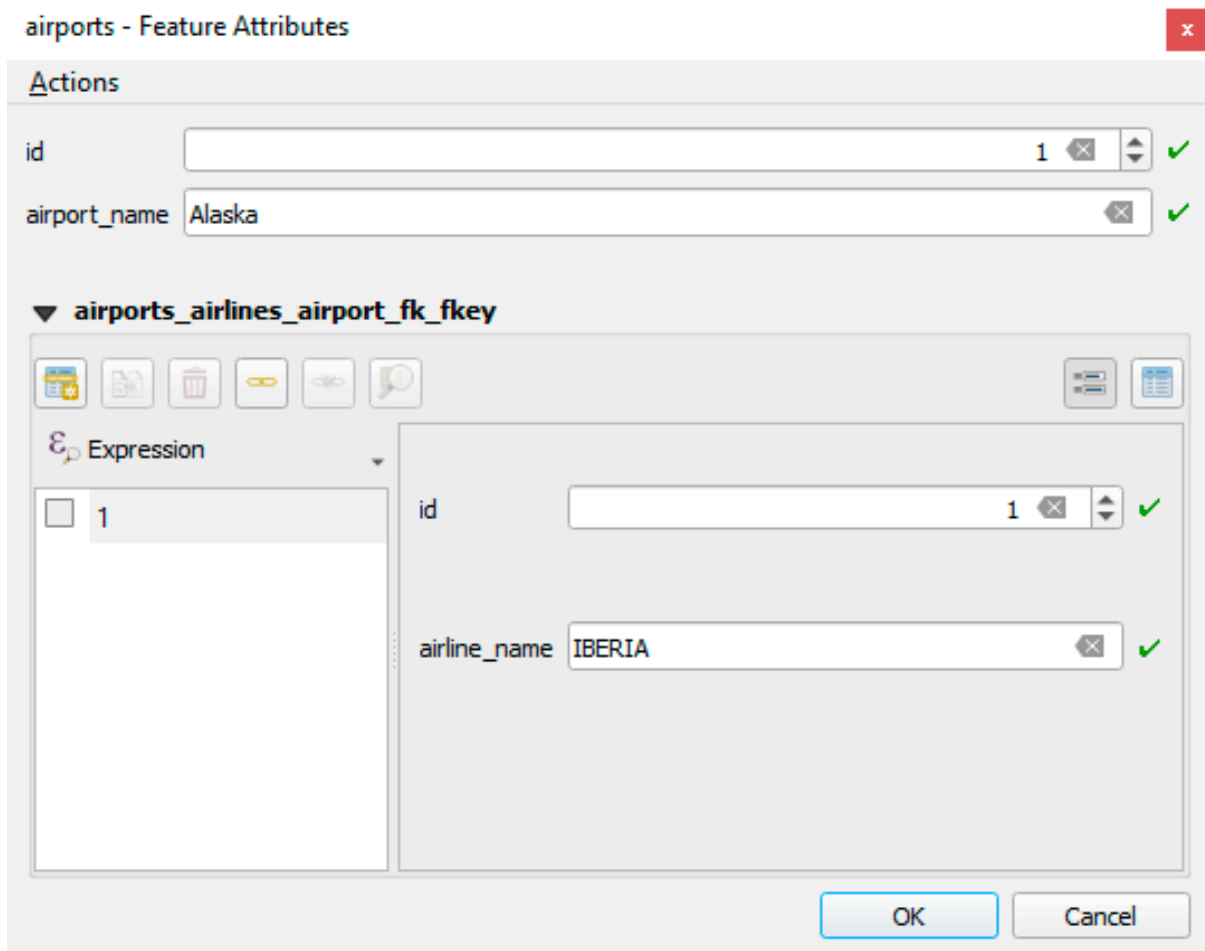 airports - Feature Attributes
x
Actions
id 1
airport_name Alaska
airports_airlines_airport_fk_fkey
ε Expression
1
id 1
airline_name IBERIA
OK Cancel